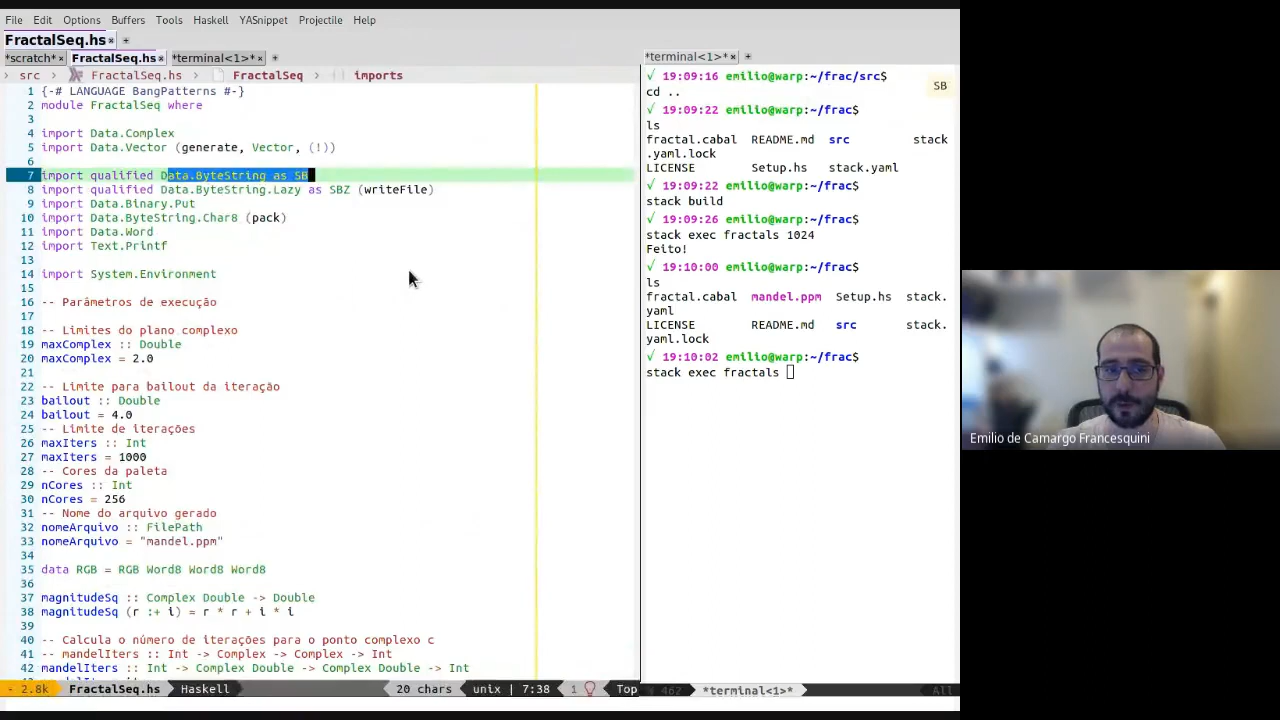 File Edit Options Buffers Tools Haskell YASnippet Projectile Help
FractalSeq.hs
*scratch* FractalSeq.hs *terminal<1>*
src FractalSeq.hs FractalSeq imports
1 {-# LANGUAGE BangPatterns #-}
2 module FractalSeq where
3
4 import Data.Complex
5 import Data.Vector (generate, Vector, (!))
6
7 import qualified Data.ByteString as SB
8 import qualified Data.ByteString.Lazy as SBZ (writeFile)
9 import Data.Binary.Put
10 import Data.ByteString.Char8 (pack)
11 import Data.Word
12 import Text.Printf
13
14 import System.Environment
15
16 -- Parâmetros de execução
17
18 -- Limites do plano complexo
19 maxComplex :: Double
20 maxComplex = 2.0
21
22 -- Limite para bailout da iteração
23 bailout :: Double
24 bailout = 4.0
25 -- Limite de iterações
26 maxIters :: Int
27 maxIters = 1000
28 -- Cores da paleta
29 nCores :: Int
30 nCores = 256
31 -- Nome do arquivo gerado
32 nomeArquivo :: FilePath
33 nomeArquivo = "mandel.ppm"
34
35 data RGB = RGB Word8 Word8 Word8
36
37 magnitudeSq :: Complex Double -> Double
38 magnitudeSq (r :+ i) = r * r + i * i
39
40 -- Calcula o número de iterações para o ponto complexo c
41 -- mandelIters :: Int -> Complex -> Complex -> Int
42 mandelIters :: Int -> Complex Double -> Complex Double -> Int
- 2.8k FractalSeq.hs Haskell 20 chars unix | 7:38 1 Top
*terminal<1>*
√ 19:09:16 emilio@warp:~/frac/src$
SB
cd ..
√ 19:09:22 emilio@warp:~/frac$
ls
fractal.cabal README.md src stack
.yaml.lock
LICENSE Setup.hs stack.yaml
√ 19:09:22 emilio@warp:~/frac$
stack build
√ 19:09:26 emilio@warp:~/frac$
stack exec fractals 1024
Feito!
√ 19:10:00 emilio@warp:~/frac$
ls
fractal.cabal mandel.ppm Setup.hs stack.
yaml
LICENSE README.md src stack.
yaml.lock
√ 19:10:02 emilio@warp:~/frac$
stack exec fractals
462 *terminal<1>* All
Emilio de Camargo Francesquini